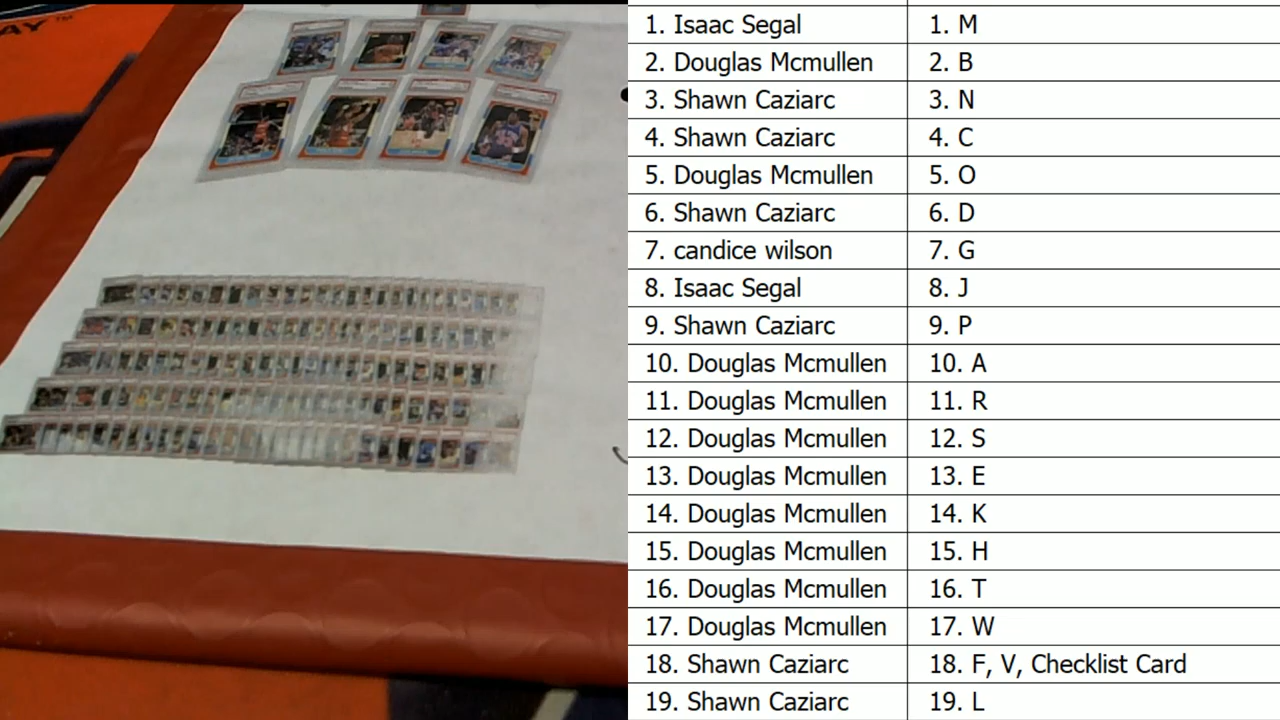 AY™
1. Isaac Segal 1. M
2. Douglas Mcmullen 2. B
3. Shawn Caziarc 3. N
4. Shawn Caziarc 4. C
5. Douglas Mcmullen 5. O
6. Shawn Caziarc 6. D
7. candice wilson 7. G
8. Isaac Segal 8. J
9. Shawn Caziarc 9. P
10. Douglas Mcmullen 10. A
11. Douglas Mcmullen 11. R
12. Douglas Mcmullen 12. S
13. Douglas Mcmullen 13. E
14. Douglas Mcmullen 14. K
15. Douglas Mcmullen 15. H
16. Douglas Mcmullen 16. T
17. Douglas Mcmullen 17. W
18. Shawn Caziarc 18. F, V, Checklist Card
19. Shawn Caziarc 19. L